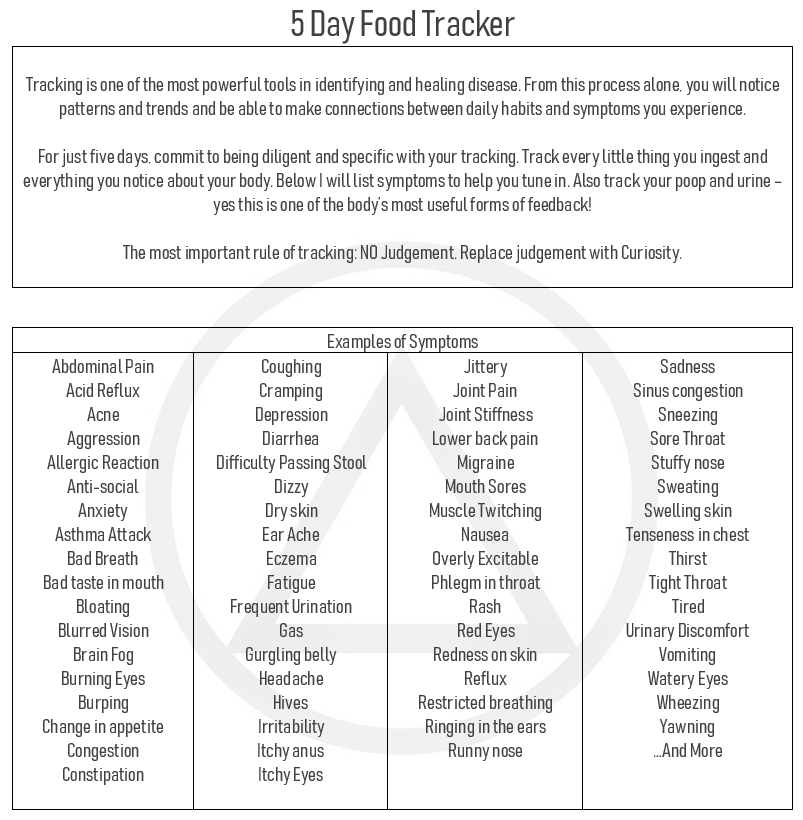 5 Day Food Tracker
Tracking is one of the most powerful tools in identifying and healing disease. From this process alone, you will notice
patterns and trends and be able to make connections between daily habits and symptoms you experience.
For just five days, commit to being diligent and specific with your tracking. Track every little thing you ingest and
everything you notice about your body. Below I will list symptoms to help you tune in. Also track your poop and urine –
yes this is one of the body's most useful forms of feedback!
The most important rule of tracking: NO Judgement. Replace judgement with Curiosity.
Examples of Symptoms
Abdominal Pain
Acid Reflux
Acne
Aggression
Allergic Reaction
Anti-social
Anxiety
Asthma Attack
Bad Breath
Bad taste in mouth
Bloating
Blurred Vision
Brain Fog
Burning Eyes
Burping
Change in appetite
Congestion
Constipation
Coughing
Cramping
Depression
Diarrhea
Difficulty Passing Stool
Dizzy
Dry skin
Ear Ache
Eczema
Fatigue
Frequent Urination
Gas
Gurgling belly
Headache
Hives
Irritability
Itchy anus
Itchy Eyes
Jittery
Joint Pain
Joint Stiffness
Lower back pain
Migraine
Mouth Sores
Muscle Twitching
Nausea
Overly Excitable
Phlegm in throat
Rash
Red Eyes
Redness on skin
Reflux
Restricted breathing
Ringing in the ears
Runny nose
Sadness
Sinus congestion
Sneezing
Sore Throat
Stuffy nose
Sweating
Swelling skin
Tenseness in chest
Thirst
Tight Throat
Tired
Urinary Discomfort
Vomiting
Watery Eyes
Wheezing
Yawning
...And More